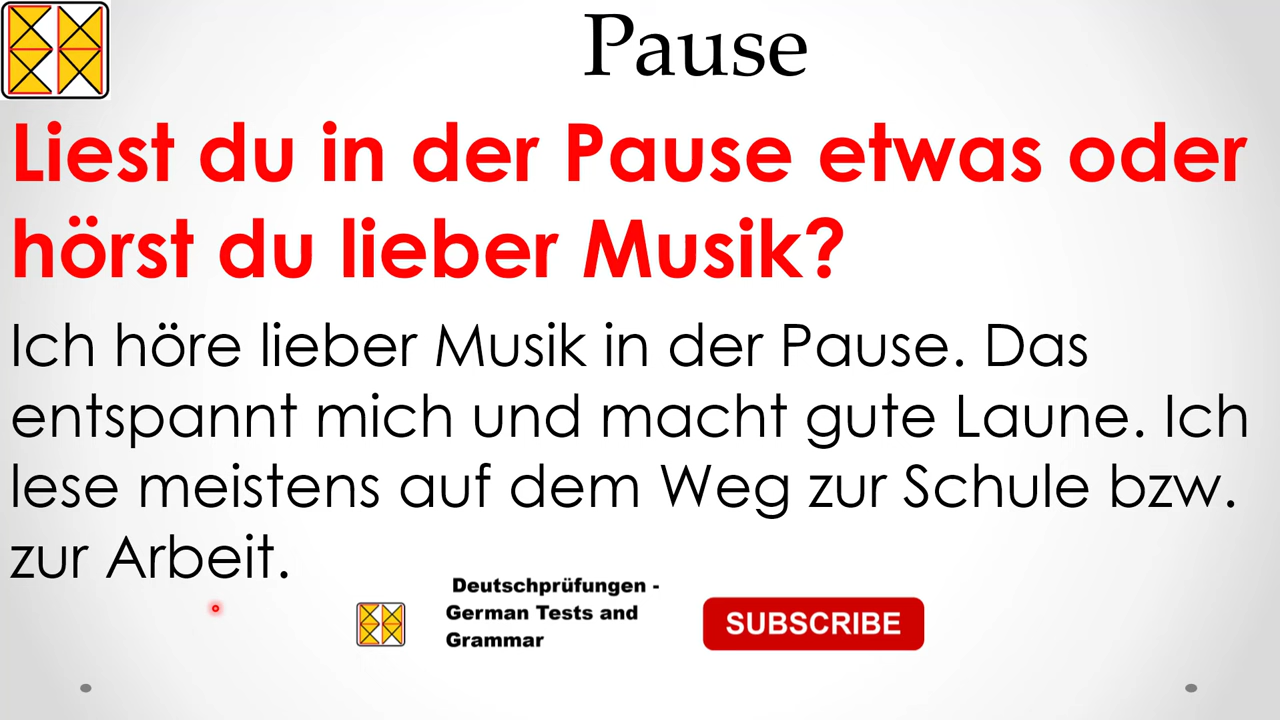 Pause
Liest du in der Pause etwas oder
hörst du lieber Musik?
Ich höre lieber Musik in der Pause. Das
entspannt mich und macht gute Laune. Ich
lese meistens auf dem Weg zur Schule bzw.
zur Arbeit.
Deutschprüfungen -
German Tests and
Grammar
SUBSCRIBE